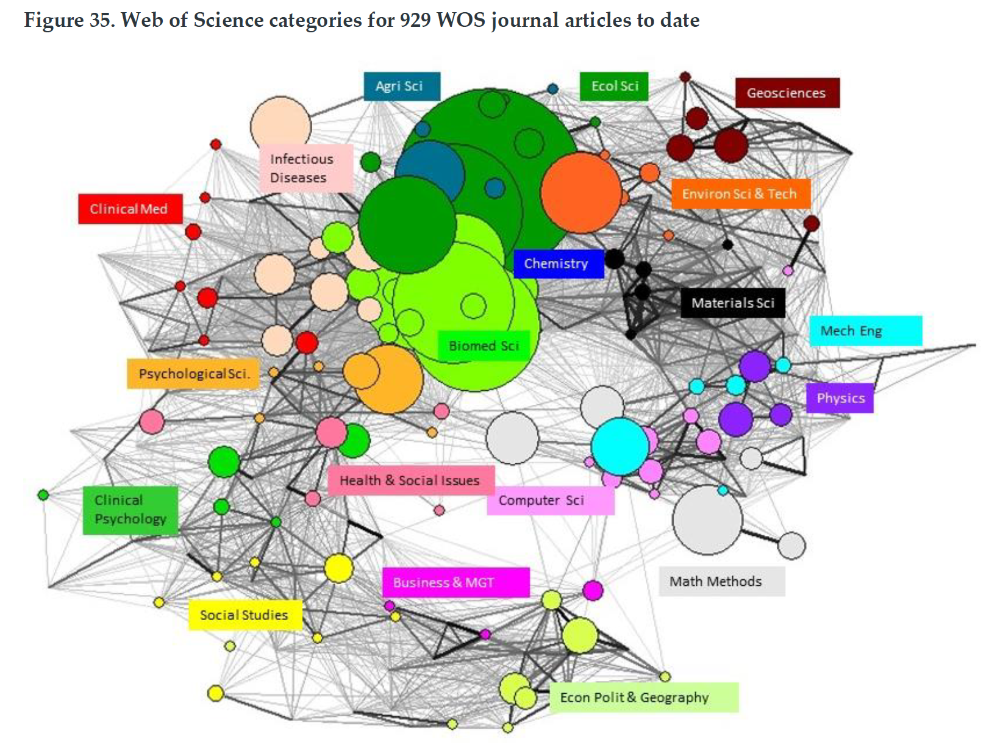 Figure 35. Web of Science categories for 929 WOS journal articles to date
Agri Sci
Ecol Sci
Geosciences
Infectious
Diseases
Environ Sci & Tech
Clinical Med
Chemistry
Materials Sci
Mech Eng
Biomed Sci
Psychological Sci.
Physics
Health & Social Issues
Computer Sci
Clinical
Psychology
Business & MGT
Math Methods
Social Studies
Econ Polit & Geography